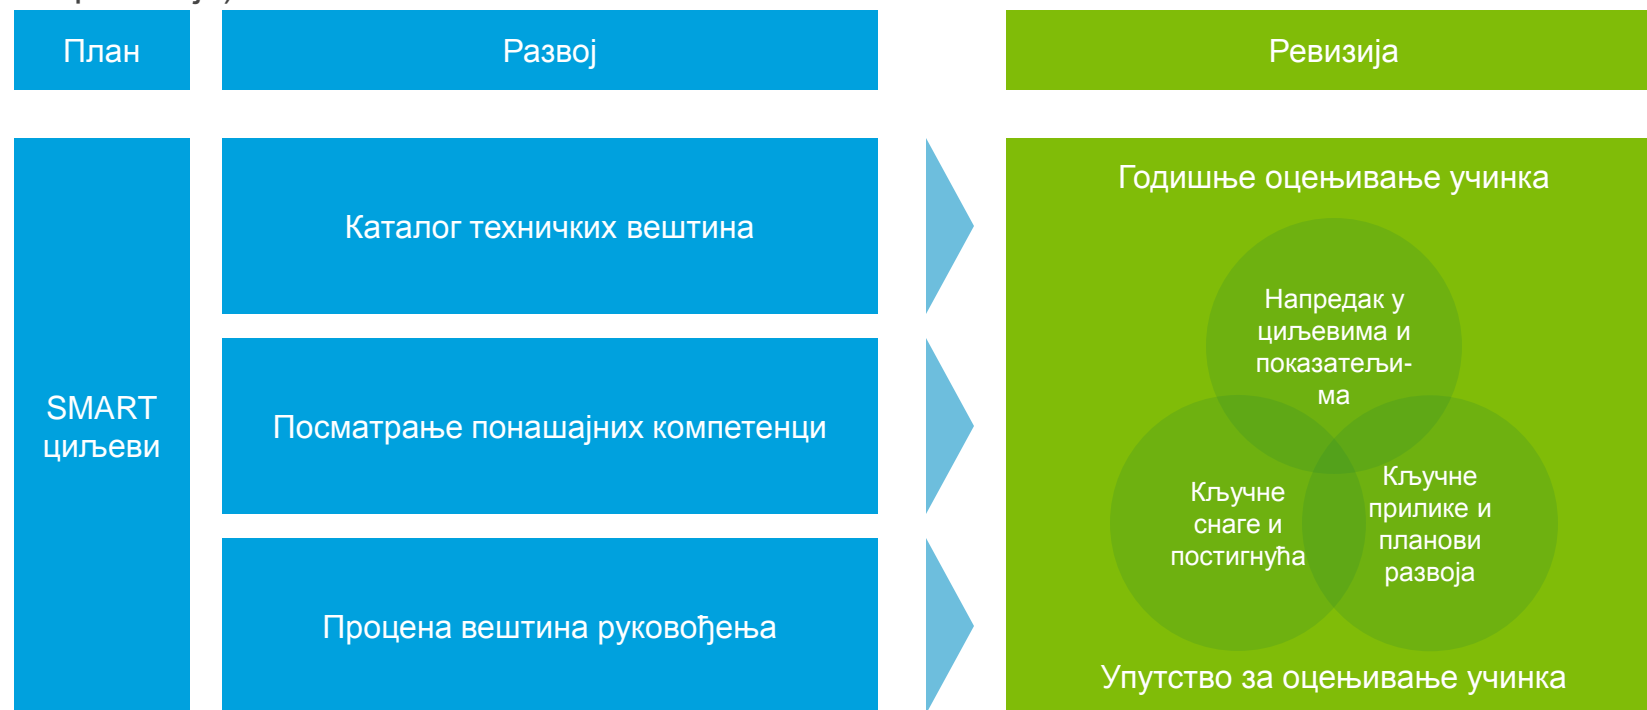 План
Развој
Ревизија
SMART
циљеви
Каталог техничких вештина
Посматрање понашајних компетенци
Процена вештина руковођења
Годишње оцењивање учинка
Напредак у
циљевима и
показатељи-
ма
Кључне
снаге и
постигнућа
Кључне
прилике и
планови
развоја
Упутство за оцењивање учинка